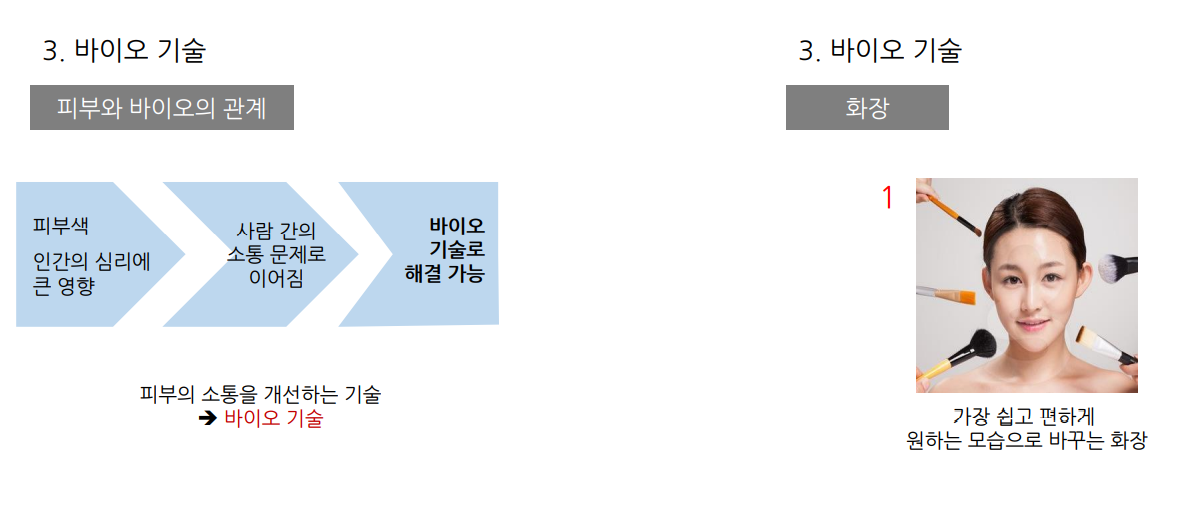 3. 바이오 기술
피부와 바이오의 관계
피부색
인간의 심리에
큰 영향
사람 간의
소통 문제로
이어짐
바이오
기술로
해결 가능
피부의 소통을 개선하는 기술
➔ 바이오 기술
3. 바이오 기술
화장
1
가장 쉽고 편하게
원하는 모습으로 바꾸는 화장